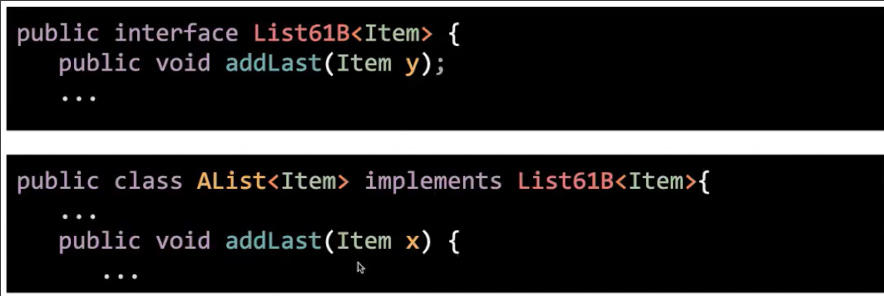 public interface List61B<Item> {
public void addLast(Item y);
...
public class AList<Item> implements List61B<Item>{
...
public void addLast(Item x) {
...